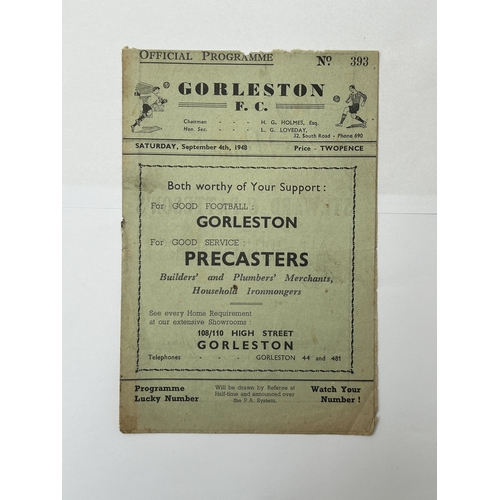 OFFICIAL PROGRAMME No 393
GORLESTON
F. C.
Chairman - - - H. G. HOLMES, Esq.
Hon. Sec. - - - L. G. LOVEDAY,
32, South Road - Phone 690
SATURDAY, September 4th, 1948 Price - TWOPENCE
Both worthy of Your Support :
For GOOD FOOTBALL :
GORLESTON
For GOOD SERVICE :
PRECASTERS
Builders' and Plumbers' Merchants,
Household Ironmongers
See every Home Requirement
at our extensive Showrooms :
108/110 HIGH STREET
GORLESTON
Telephones - - - GORLESTON 44 and 481
Programme
Lucky Number
Will be drawn by Referee at
Half-time and announced over
the P.A. System.
Watch Your
Number !